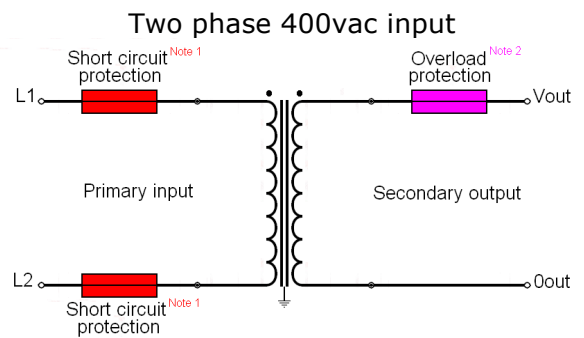 Two phase 400vac input
Short circuit Note 1
protection
Overload Note 2
protection
L1
Vout
Primary input
Secondary output
L2
0out
Short circuit Note 1
protection